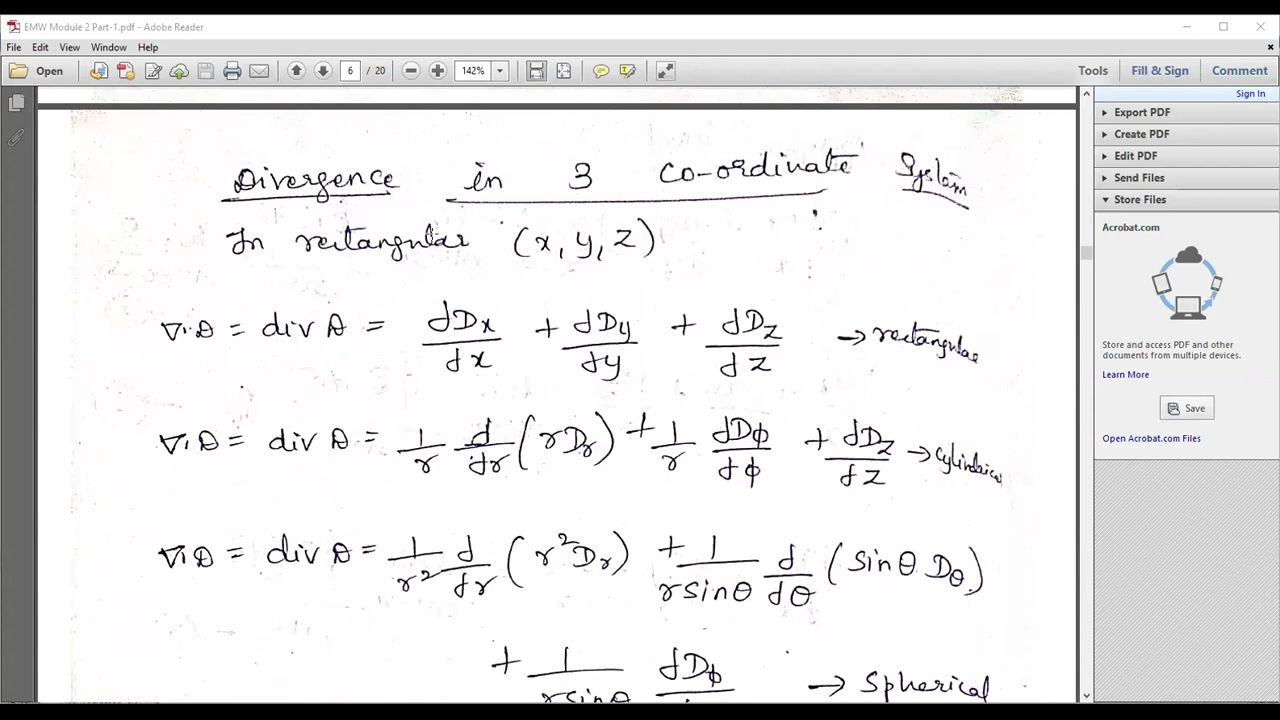 EMW Module 2 Part-1.pdf - Adobe Reader
File Edit View Window Help
Open 6 / 20 142% Tools Fill & Sign Comment
Sign In
Export PDF
Create PDF
Edit PDF
Send Files
Store Files
Acrobat.com
Store and access PDF and other
documents from multiple devices.
Learn More
Save
Open Acrobat.com Files
Divergence in 3 co-ordinate System
In rectangular (x, y, z)
∇.D = div D = dDx/dx + dDy/dy + dDz/dz → rectangular
∇.D = div D = 1/r d/dr (rDr) + 1/r dDϕ/dϕ + dDz/dz → cylindrical
∇.D = div D = 1/r² d/dr (r²Dr) + 1/rsinθ d/dθ (sinθ Dθ)
+ 1/rsinθ dDϕ → Spherical